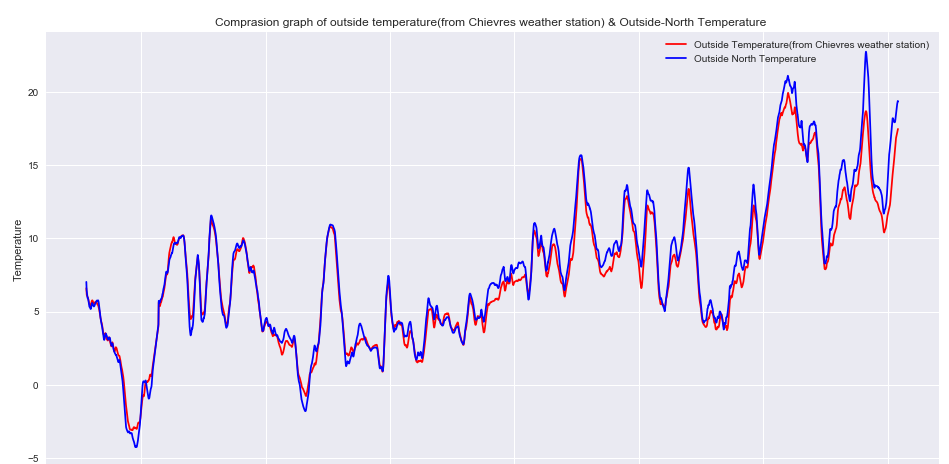 Comprasion graph of outside temperature(from Chievres weather station) & Outside-North Temperature
Outside Temperature(from Chievres weather station)
Outside North Temperature
20
15
10
5
0
−5
Temperature